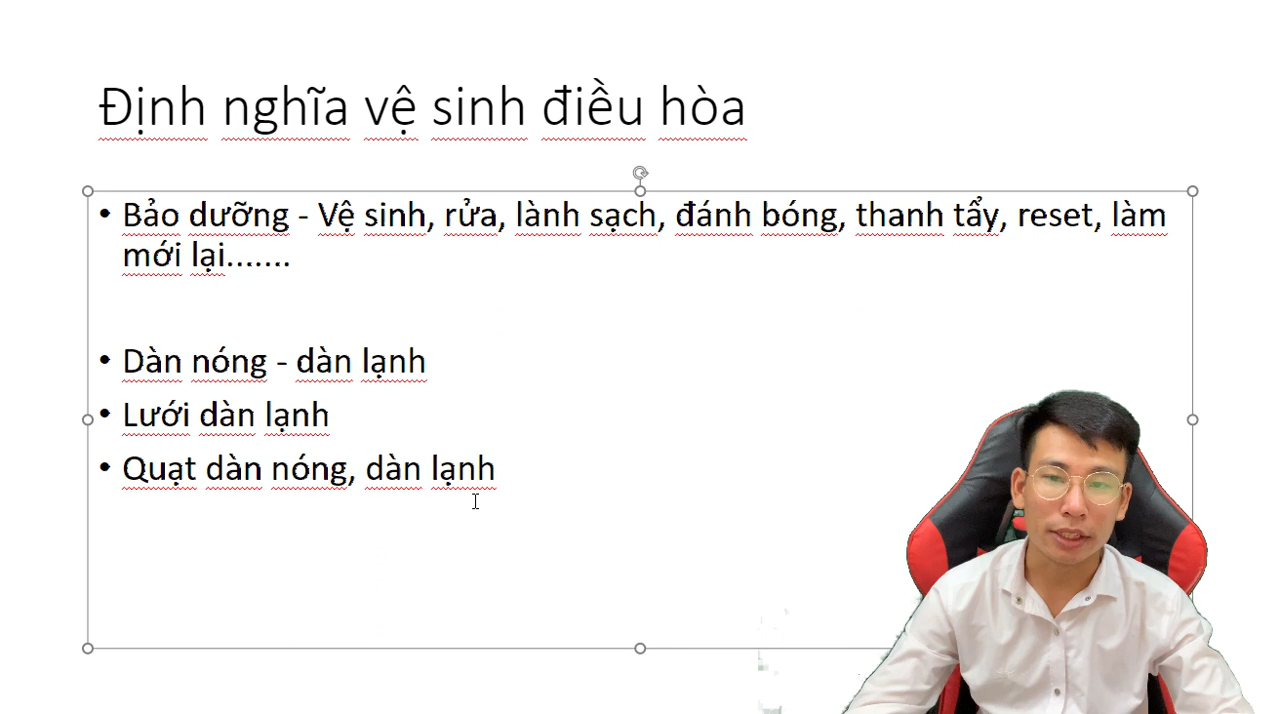 Định nghĩa vệ sinh điều hòa
• Bảo dưỡng - Vệ sinh, rửa, lành sạch, đánh bóng, thanh tẩy, reset, làm
mới lại.......
• Dàn nóng - dàn lạnh
• Lưới dàn lạnh
• Quạt dàn nóng, dàn lạnh